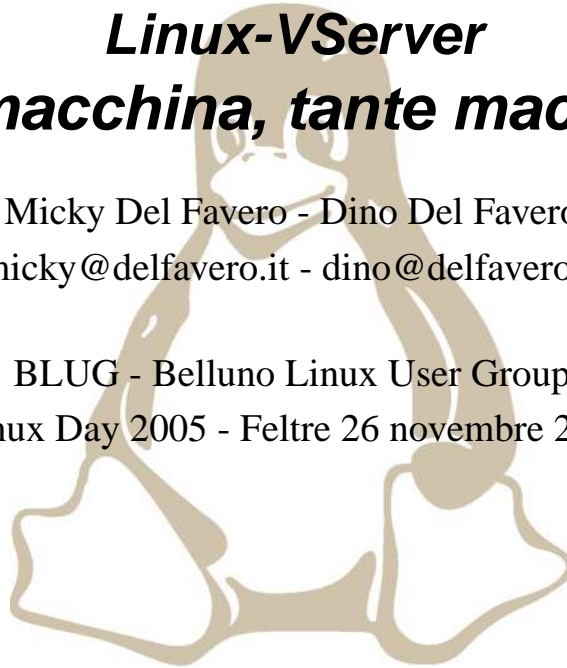 Linux-VServer
macchina, tante mac
Micky Del Favero - Dino Del Favero
micky@delfavero.it - dino@delfavero
BLUG - Belluno Linux User Group
nux Day 2005 - Feltre 26 novembre 2